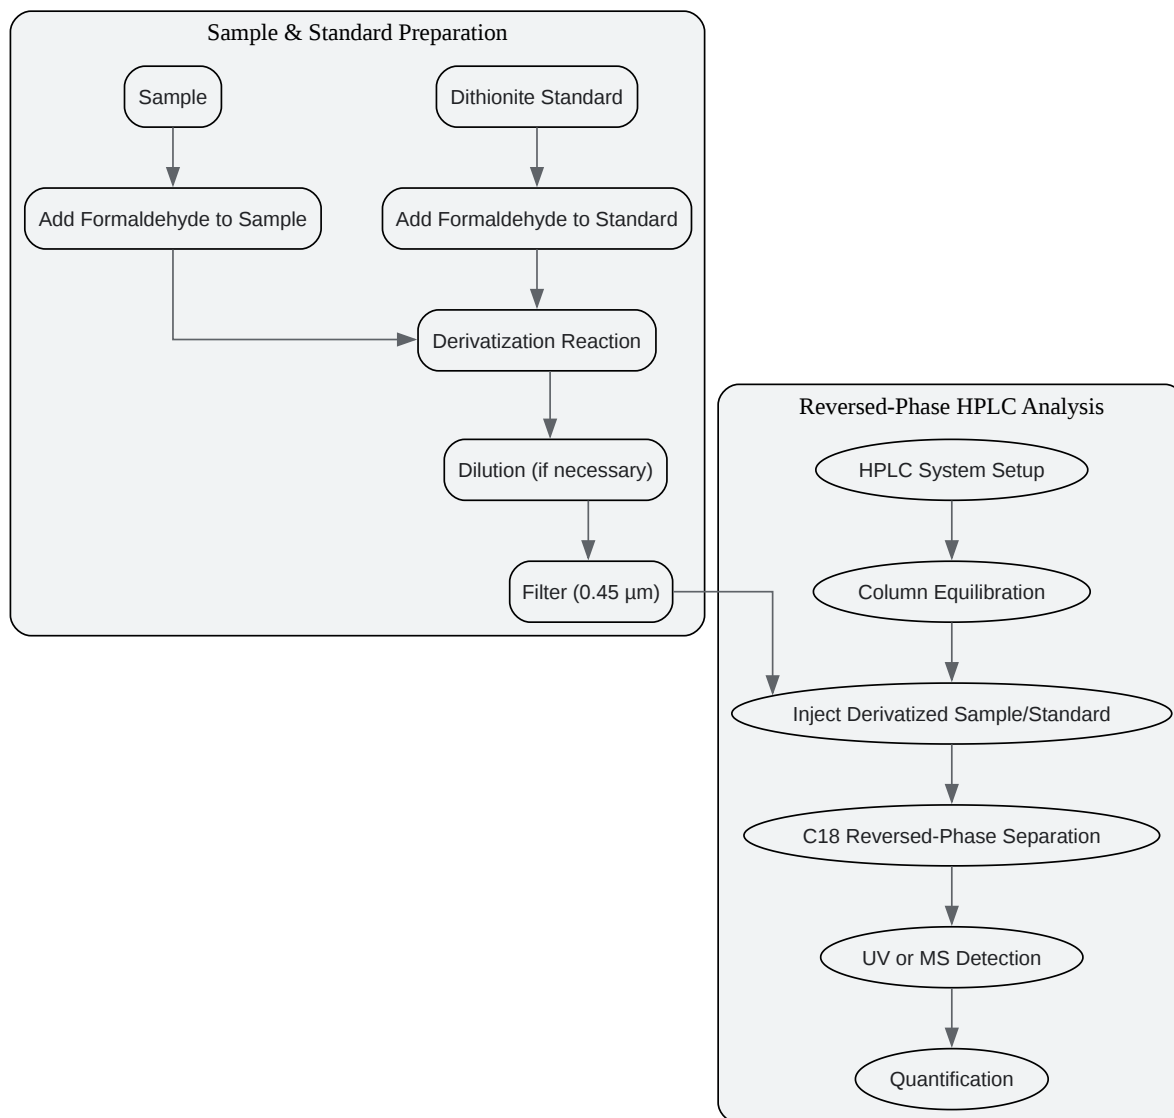 Sample & Standard Preparation
Sample
Dithionite Standard
Add Formaldehyde to Sample
Add Formaldehyde to Standard
Derivatization Reaction
Dilution (if necessary)
Filter (0.45 µm)
Reversed-Phase HPLC Analysis
HPLC System Setup
Column Equilibration
Inject Derivatized Sample/Standard
C18 Reversed-Phase Separation
UV or MS Detection
Quantification